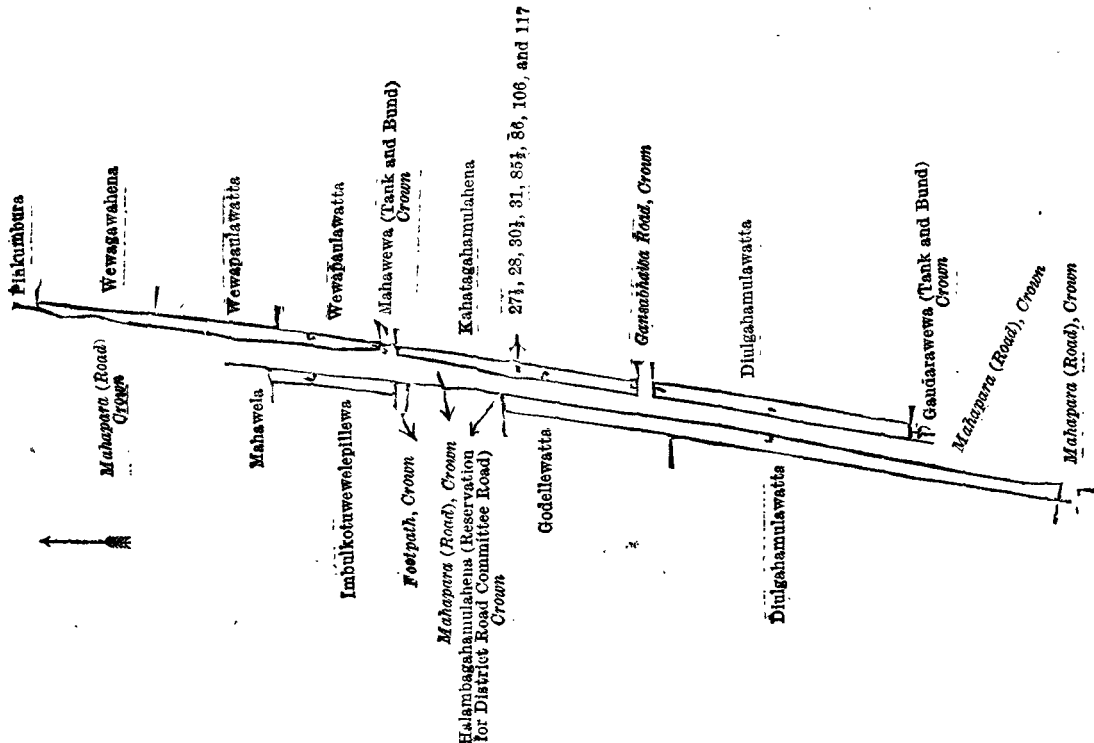 Wewagawahena
Wewapaulawatta
Wewapaulawatta
Mahawewa (Tank and Bund)
Crown
Kahatagahamulahena
27½, 28, 30½, 31, 85½, 86, 106, and 117
Gansabhawa Road, Crown
Diulgahamulawatta
Gandarawewa (Tank and Bund)
Crown
Mahapara (Road), Crown
Mahapara (Road), Crown
Mahapara (Road)
Crown
Mahawela
Imbulkotuwewelepillewa
Footpath, Crown
Mahapara (Road), Crown
Halambagahamulahena (Reservation
for District Road Committee Road)
Crown
Godellewatta
Diulgahamulawatta